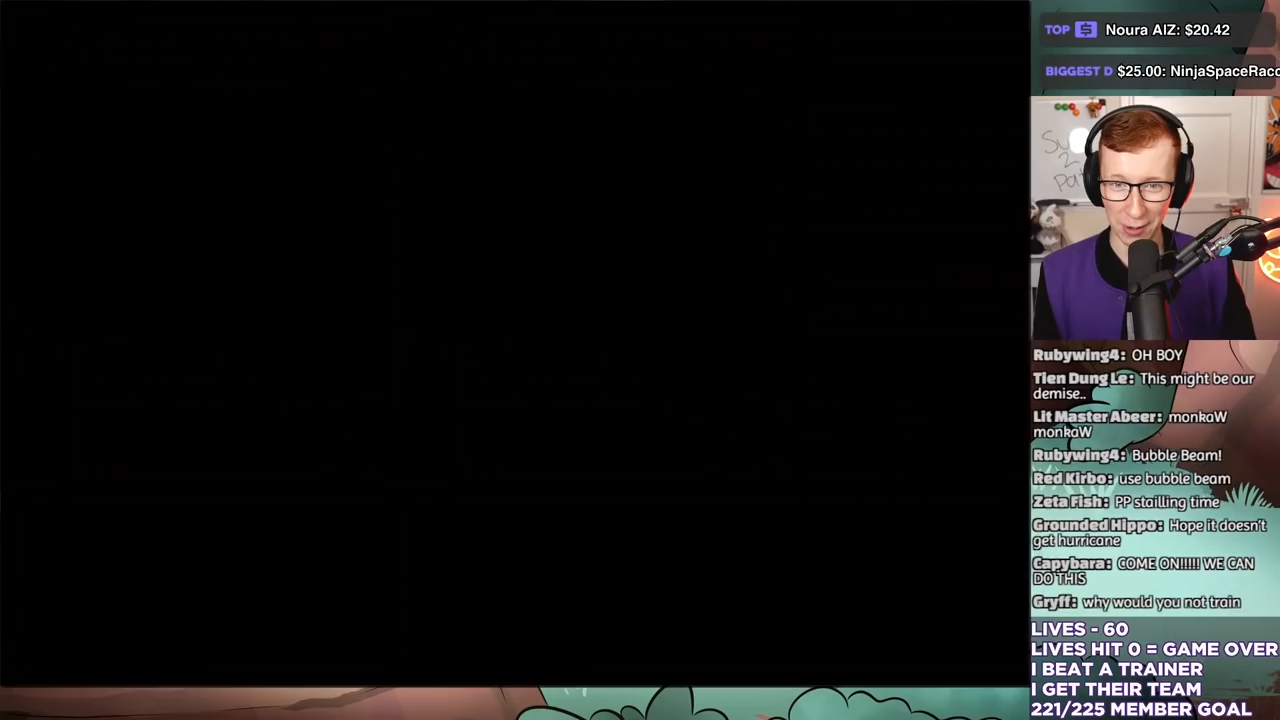 TOP $ Noura AIZ: $20.42
BIGGEST D $25.00: NinjaSpaceRacc
Rubywing4: OH BOY
Tien Dung Le: This might be our
demise..
Lit Master Abeer: monkaW
monkaW
Rubywing4: Bubble Beam!
Red Kirbo: use bubble beam
Zeta Fish: PP stailling time
Grounded Hippo: Hope it doesn't
get hurricane
Capybara: COME ON!!!!! WE CAN
DO THIS
Gryff: why would you not train
LIVES - 60
LIVES HIT 0 = GAME OVER
I BEAT A TRAINER
I GET THEIR TEAM
221/225 MEMBER GOAL